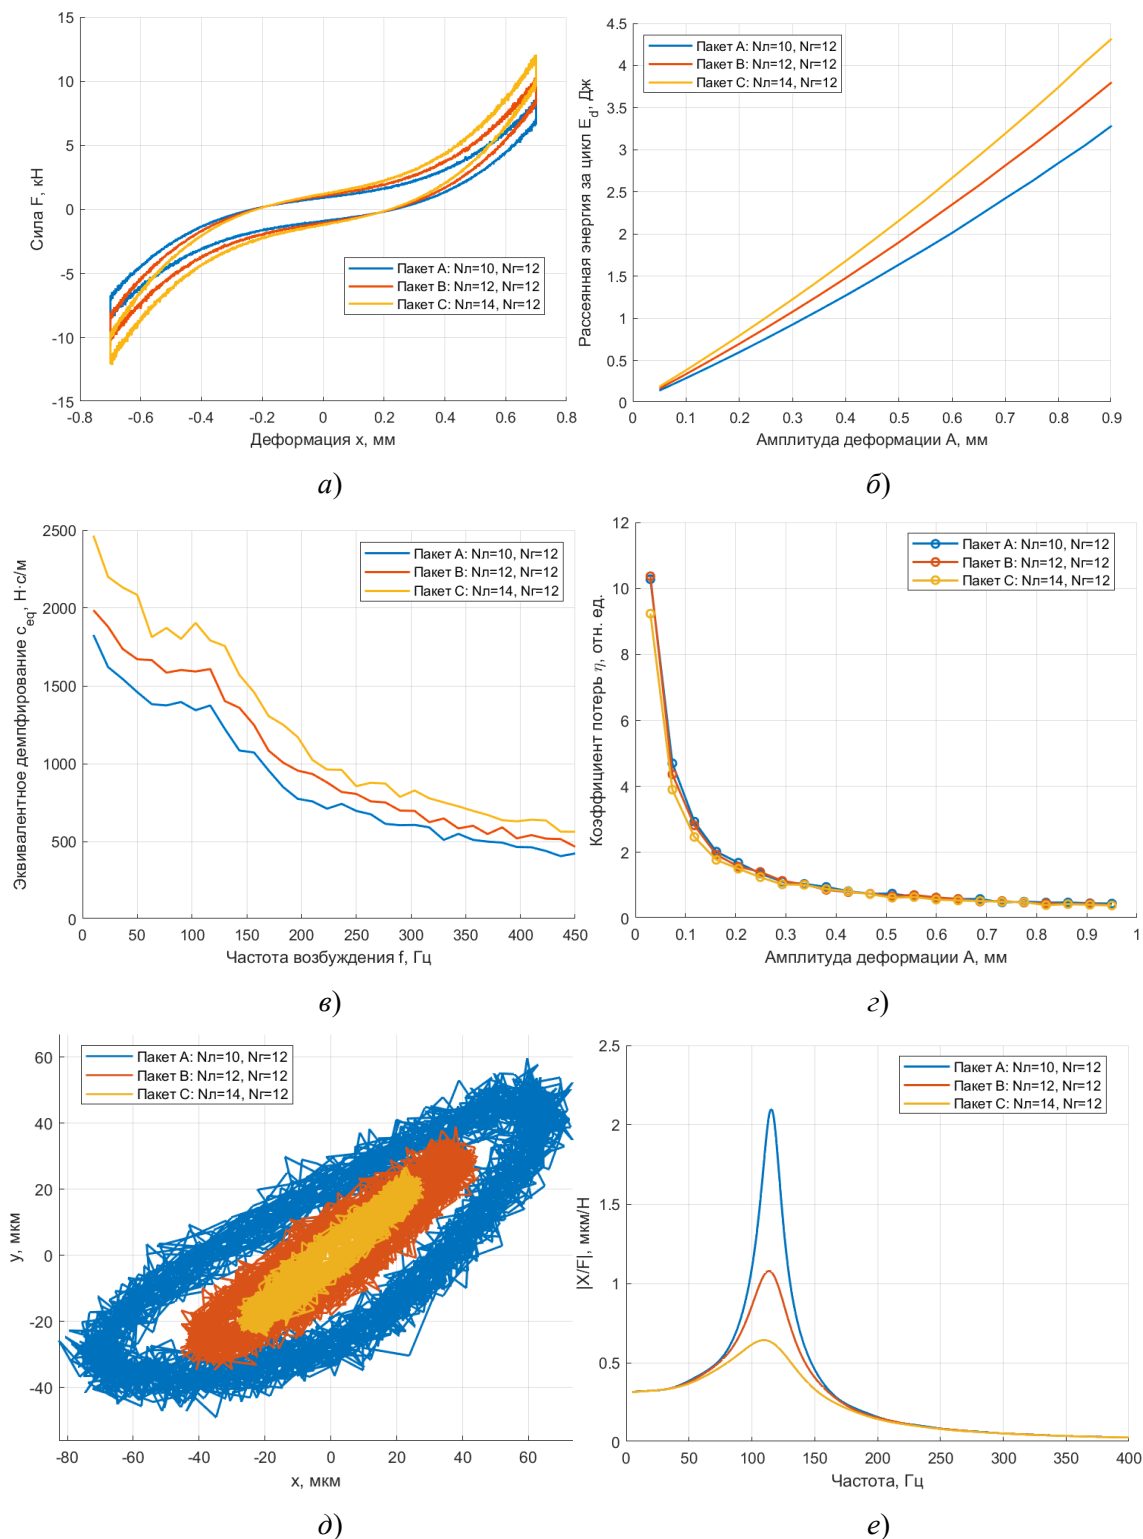 15
10
5
0
-5
-10
-15
-0.8
-0.6
-0.4
-0.2
0
0.2
0.4
0.6
0.8
Сила F, кН
Деформация x, мм
Пакет A: Nл=10, Nг=12
Пакет B: Nл=12, Nг=12
Пакет C: Nл=14, Nг=12
а)
4.5
4
3.5
3
2.5
2
1.5
1
0.5
0
0
0.1
0.2
0.3
0.4
0.5
0.6
0.7
0.8
0.9
Рассеянная энергия за цикл E_d, Дж
Амплитуда деформации A, мм
Пакет A: Nл=10, Nг=12
Пакет B: Nл=12, Nг=12
Пакет C: Nл=14, Nг=12
б)
2500
2000
1500
1000
500
0
0
50
100
150
200
250
300
350
400
450
Эквивалентное демпфирование c_eq, Н·с/м
Частота возбуждения f, Гц
Пакет A: Nл=10, Nг=12
Пакет B: Nл=12, Nг=12
Пакет C: Nл=14, Nг=12
в)
12
10
8
6
4
2
0
0
0.1
0.2
0.3
0.4
0.5
0.6
0.7
0.8
0.9
1
Коэффициент потерь η, отн. ед.
Амплитуда деформации A, мм
Пакет A: Nл=10, Nг=12
Пакет B: Nл=12, Nг=12
Пакет C: Nл=14, Nг=12
г)
60
40
20
0
-20
-40
-80
-60
-40
-20
0
20
40
60
y, мкм
x, мкм
Пакет A: Nл=10, Nг=12
Пакет B: Nл=12, Nг=12
Пакет C: Nл=14, Nг=12
д)
2.5
2
1.5
1
0.5
0
0
50
100
150
200
250
300
350
400
|X/F|, мкм/Н
Частота, Гц
Пакет A: Nл=10, Nг=12
Пакет B: Nл=12, Nг=12
Пакет C: Nл=14, Nг=12
е)